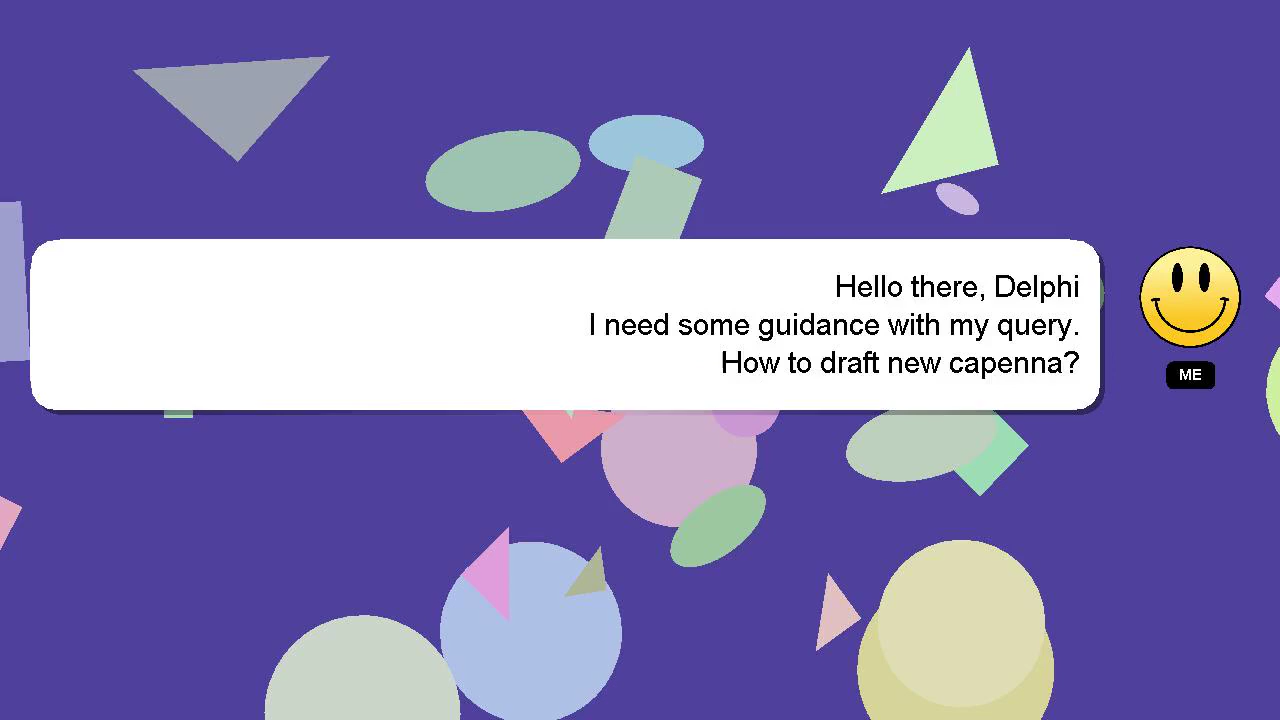 Hello there, Delphi
I need some guidance with my query.
How to draft new capenna?
ME